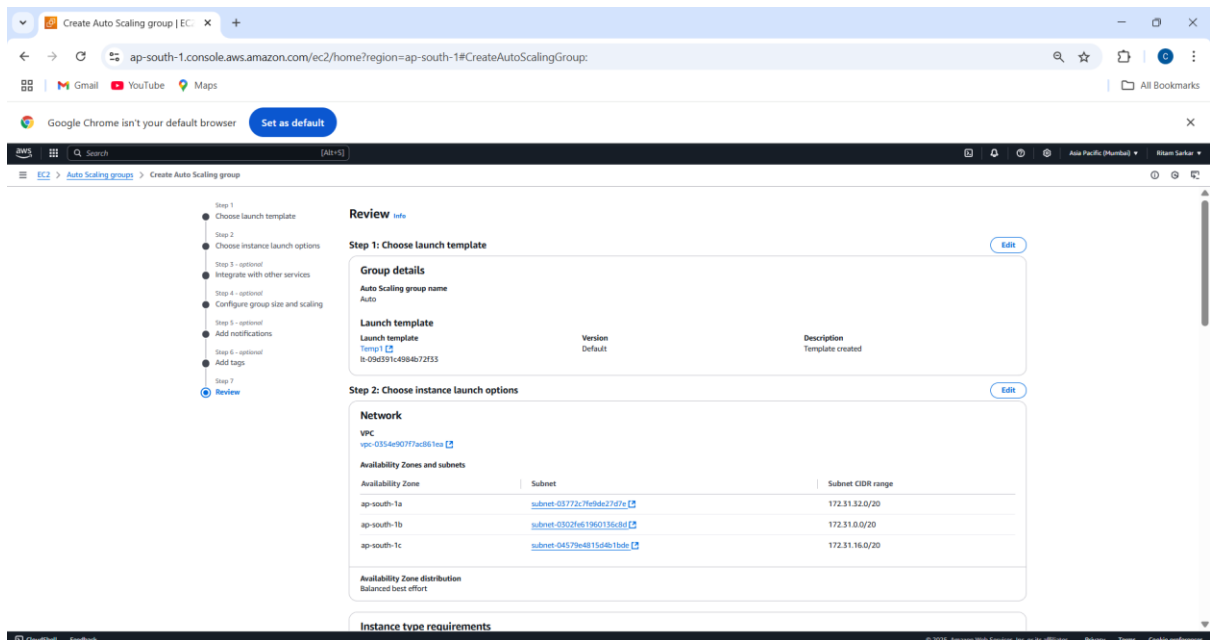 Create Auto Scaling group | EC
ap-south-1.console.aws.amazon.com/ec2/home?region=ap-south-1#CreateAutoScalingGroup:
Gmail YouTube Maps All Bookmarks
Google Chrome isn't your default browser Set as default
aws Search [Alt+S] Asia Pacific (Mumbai) Ritam Sarkar
EC2 > Auto Scaling groups > Create Auto Scaling group
Step 1
Choose launch template
Step 2
Choose instance launch options
Step 3 - optional
Integrate with other services
Step 4 - optional
Configure group size and scaling
Step 5 - optional
Add notifications
Step 6 - optional
Add tags
Step 7
Review
Review Info
Step 1: Choose launch template Edit
Group details
Auto Scaling group name
Auto
Launch template
Launch template Version Description
Temp1 Default Template created
lt-09d391c4984b72f33
Step 2: Choose instance launch options Edit
Network
VPC
vpc-0354e907f7ac861ea
Availability Zones and subnets
Availability Zone Subnet Subnet CIDR range
ap-south-1a subnet-03772c7fe9de27d7e 172.31.32.0/20
ap-south-1b subnet-0302fe61960136c8d 172.31.0.0/20
ap-south-1c subnet-04579e4815d4b1bde 172.31.16.0/20
Availability Zone distribution
Balanced best effort
Instance type requirements
CloudShell Feedback © 2025, Amazon Web Services, Inc. or its affiliates. Privacy Terms Cookie preferences